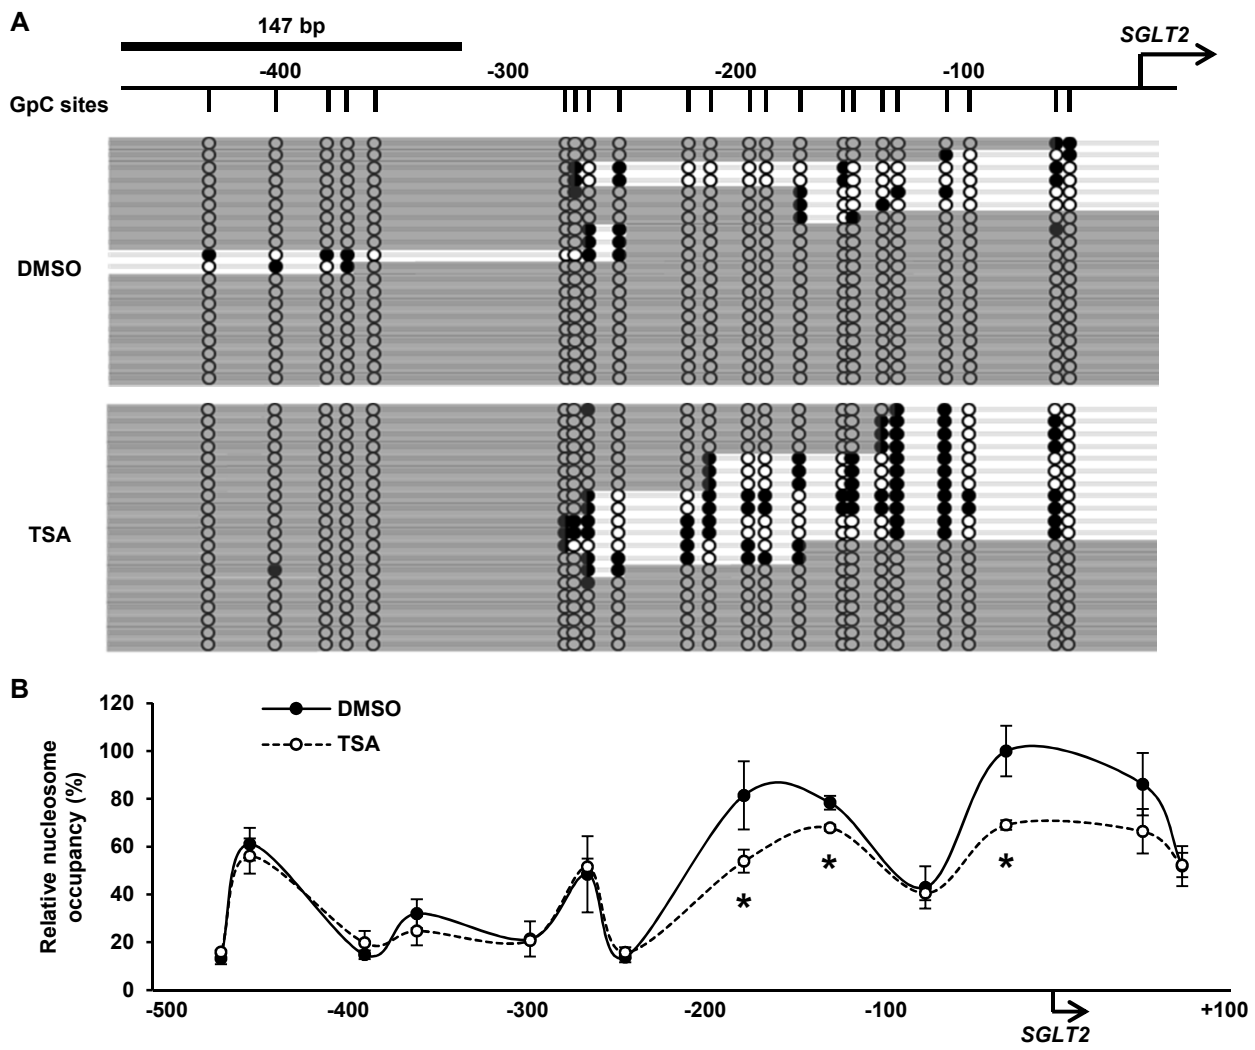 A
147 bp
SGLT2
-400 -300 -200 -100
GpC sites
DMSO
TSA
B
120
100
80
60
40
20
0
Relative nucleosome
occupancy (%)
DMSO
TSA
*
*
*
-500 -400 -300 -200 -100 +100
SGLT2